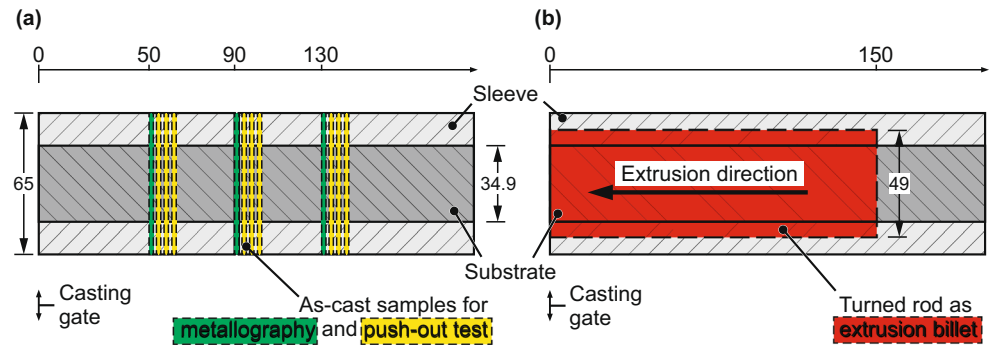 (a)
0 50 90 130
65
34.9
Sleeve
Substrate
Casting
gate
As-cast samples for
metallography and push-out test
(b)
0 150
Extrusion direction
49
Casting
gate
Turned rod as
extrusion billet